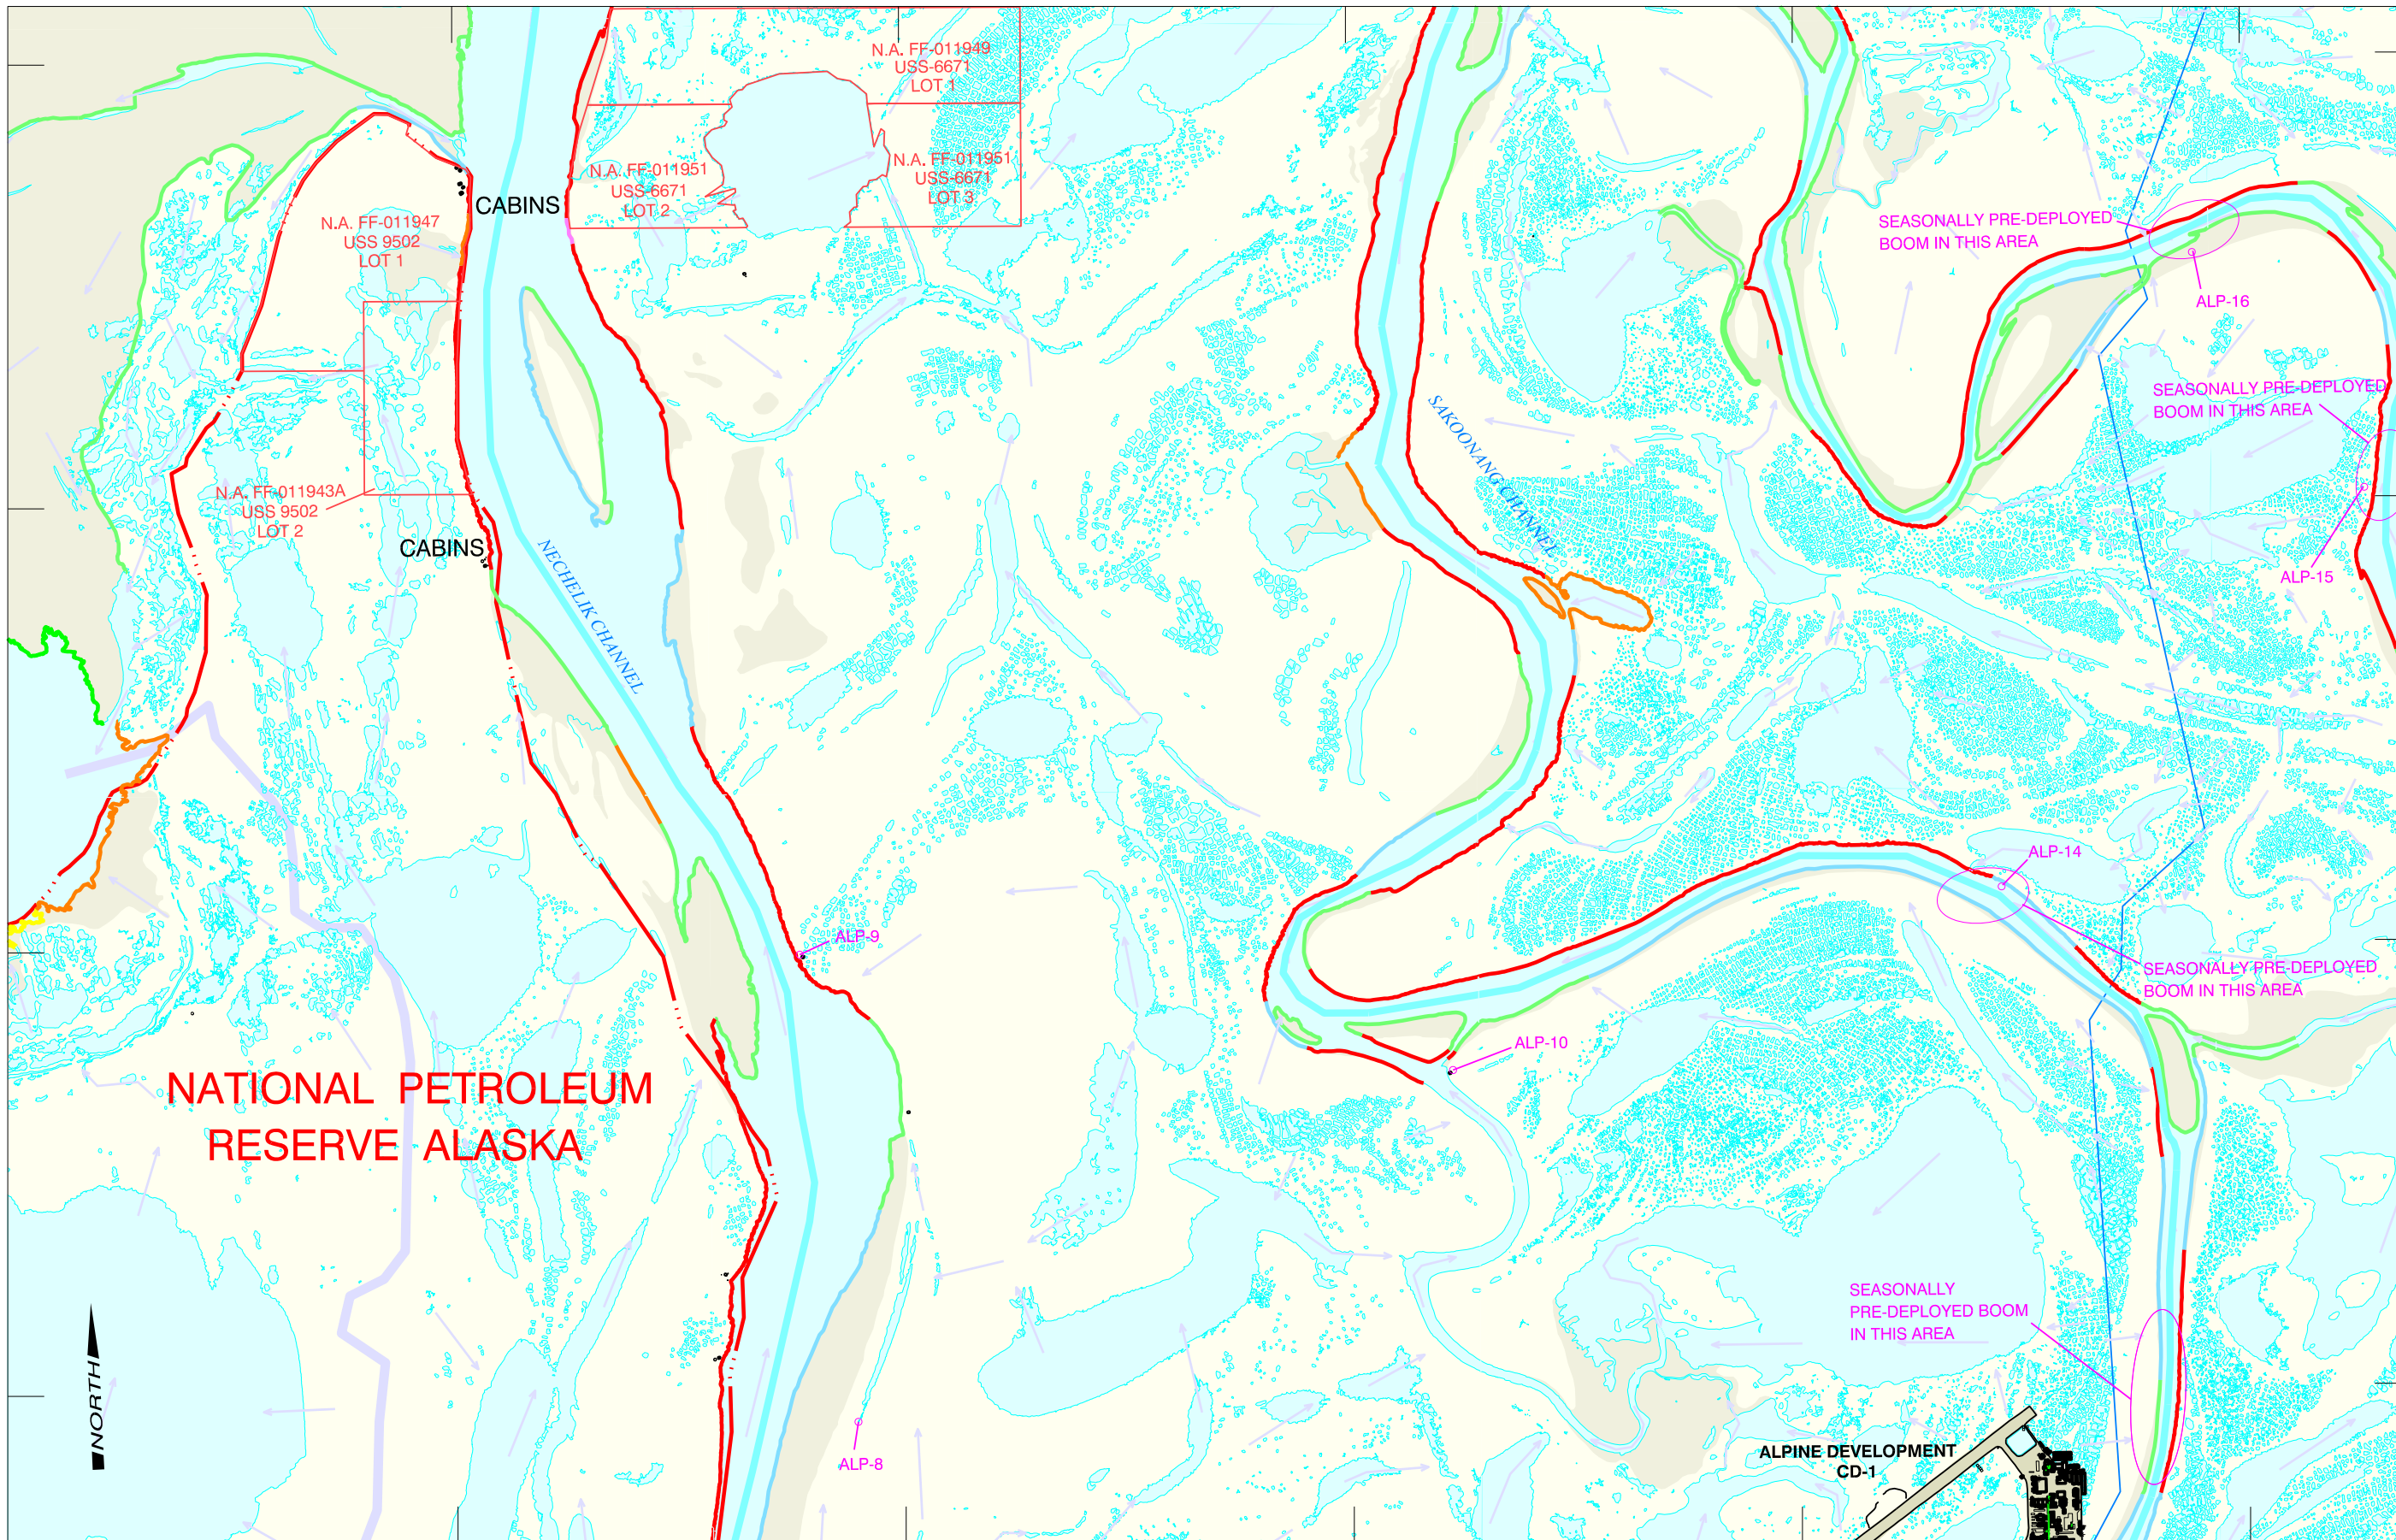 N.A. FF-011949
USS-6671
LOT 1
N.A. FF-011951
USS-6671
LOT 2
N.A. FF-011951
USS-6671
LOT 3
CABINS
N.A. FF-011947
USS 9502
LOT 1
SEASONALLY PRE-DEPLOYED
BOOM IN THIS AREA
ALP-16
SEASONALLY PRE-DEPLOYED
BOOM IN THIS AREA
SAKOONANG CHANNEL
N.A. FF-011943A
USS 9502
LOT 2
CABINS
NECHELIK CHANNEL
ALP-15
ALP-14
ALP-9
SEASONALLY PRE-DEPLOYED
BOOM IN THIS AREA
ALP-10
NATIONAL PETROLEUM
RESERVE ALASKA
SEASONALLY
PRE-DEPLOYED BOOM
IN THIS AREA
NORTH
ALPINE DEVELOPMENT
CD-1
ALP-8